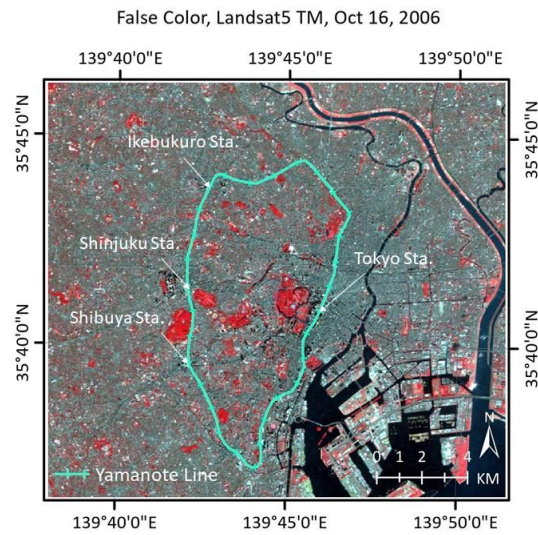 False Color, Landsat5 TM, Oct 16, 2006
139°40'0"E 139°45'0"E 139°50'0"E
35°45'0"N 35°45'0"N
Ikebukuro Sta.
Shinjuku Sta.
Tokyo Sta.
Shibuya Sta.
35°40'0"N 35°40'0"N
N
0 1 2 4
KM
Yamanote Line
139°40'0"E 139°45'0"E 139°50'0"E